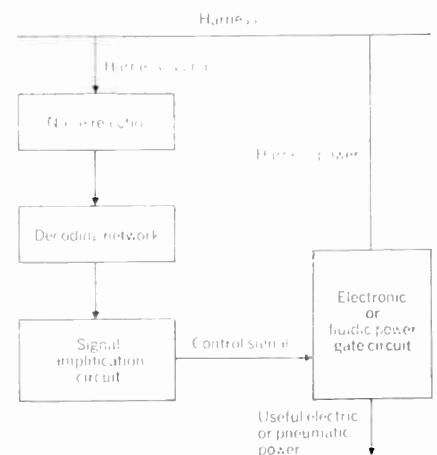 Harness
Harness
Decoding network
Electronic
or
fluidic power
gate circuit
Signal
amplification
circuit
Control signal
Useful electric
or pneumatic
power